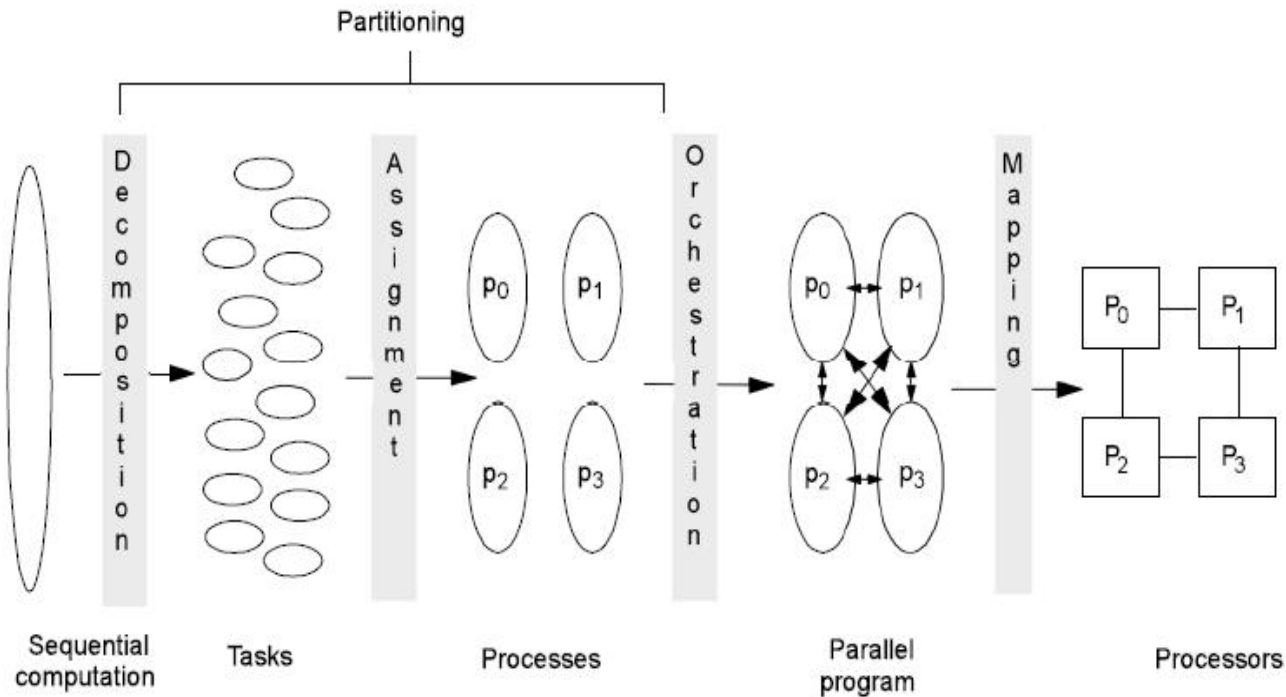 Partitioning
Decomposition
Assignment
Orchestration
Mapping
p0
p1
p2
p3
p0
p1
p2
p3
P0
P1
P2
P3
Sequential
computation
Tasks
Processes
Parallel
program
Processors